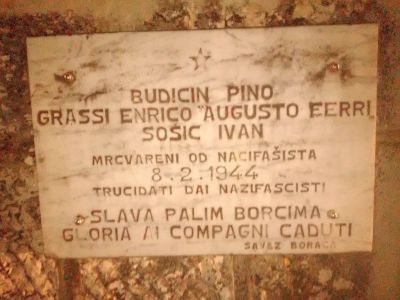 BUDICIN PINO
GRASSI ENRICO "AUGUSTO FERRI
SOŠIC IVAN
MRCVARENI OD NACIFAŠISTA
8.2.1944
TRUCIDATI DAI NAZIFASCISTI
SLAVA PALIM BORCIMA
GLORIA AI COMPAGNI CADUTI
SAVEZ BORACA